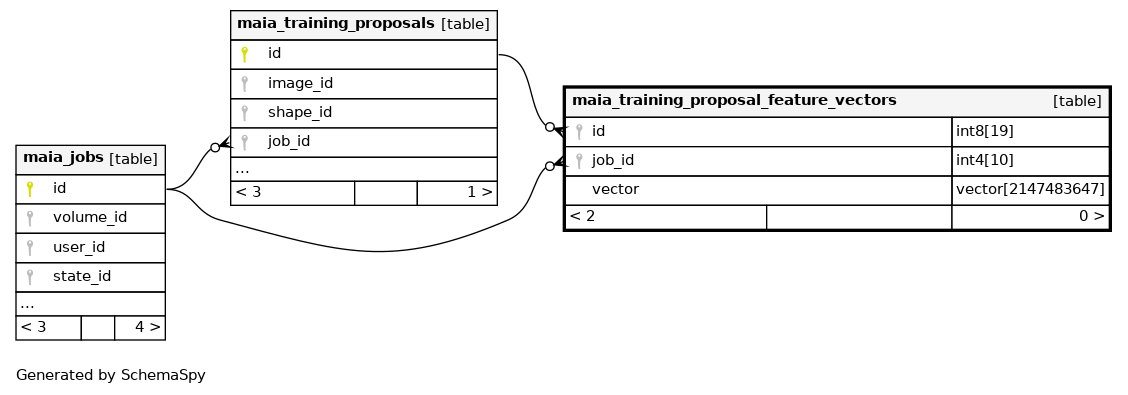 maia_training_proposals [table]
id
image_id
shape_id
job_id
...
< 3 1 >
maia_training_proposal_feature_vectors [table]
id int8[19]
job_id int4[10]
vector vector[2147483647]
< 2 0 >
maia_jobs [table]
id
volume_id
user_id
state_id
...
< 3 4 >
Generated by SchemaSpy